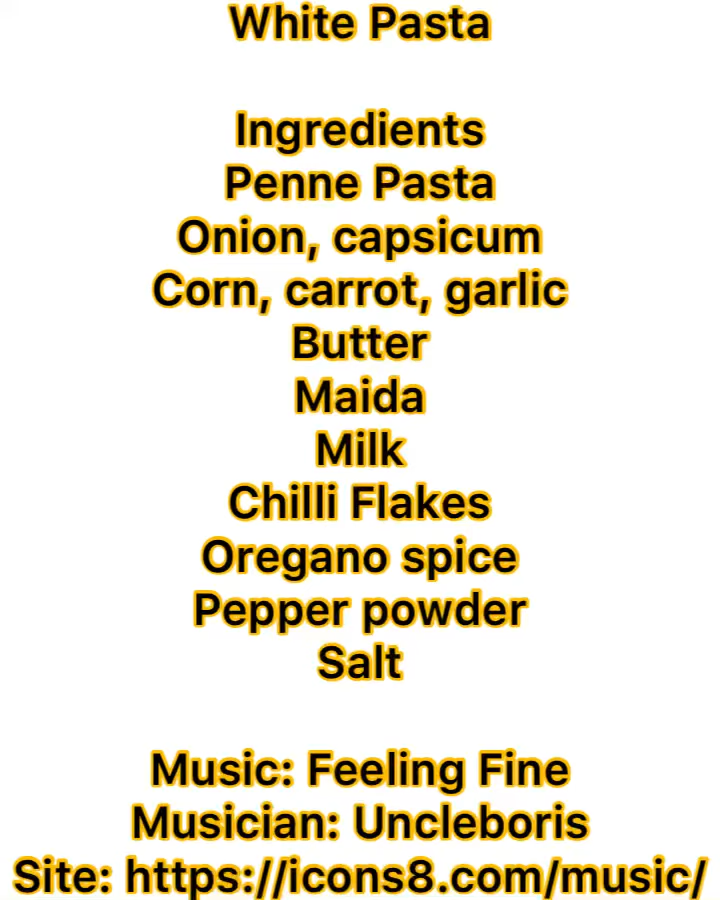 White Pasta
Ingredients
Penne Pasta
Onion, capsicum
Corn, carrot, garlic
Butter
Maida
Milk
Chilli Flakes
Oregano spice
Pepper powder
Salt
Music: Feeling Fine
Musician: Uncleboris
Site: https://icons8.com/music/